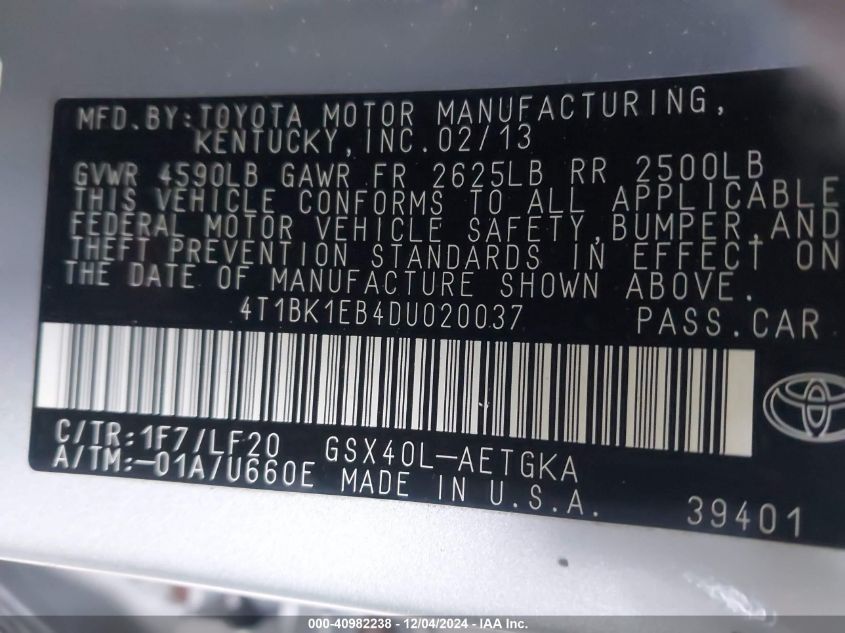 MFD. BY: TOYOTA MOTOR MANUFACTURING,
KENTUCKY, INC. 02/13
GVWR 4590LB GAWR FR 2625LB RR 2500LB
THIS VEHICLE CONFORMS TO ALL APPLICABLE
FEDERAL MOTOR VEHICLE SAFETY, BUMPER, AND
THEFT PREVENTION STANDARDS IN EFFECT ON
THE DATE OF MANUFACTURE SHOWN ABOVE.
4T1BK1EB4DU020037 PASS. CAR
C/TR: 1F7/LF20 GSX40L-AETGKA
A/TM: -01A/U660E MADE IN U.S.A. 39401
000-40982238 - 12/04/2024 - IAA Inc.